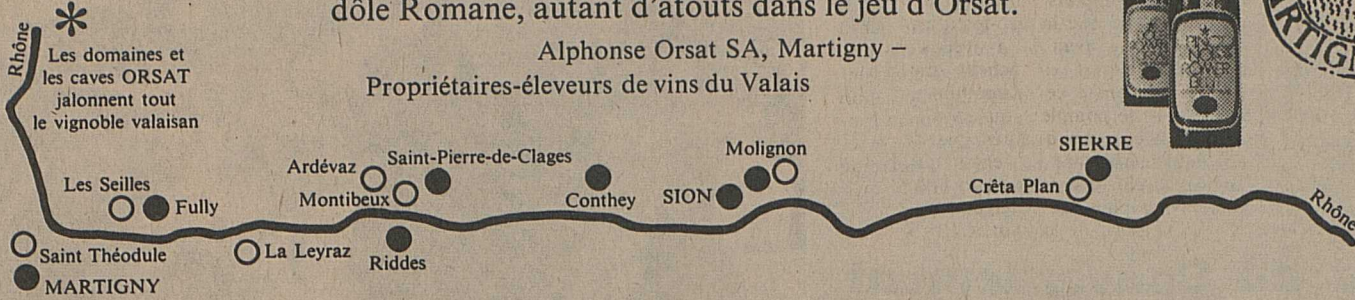 dôle Romane, autant d'atouts dans le jeu d'Orsat.
Alphonse Orsat SA, Martigny –
Propriétaires-éleveurs de vins du Valais
*
Les domaines et
les caves ORSAT
jalonnent tout
le vignoble valaisan
Rhône
Les Seilles
Fully
Saint Théodule
MARTIGNY
La Leyraz
Ardévaz
Montibeux
Saint-Pierre-de-Clages
Riddes
Conthey
SION
Molignon
SIERRE
Crêta Plan
Rhône